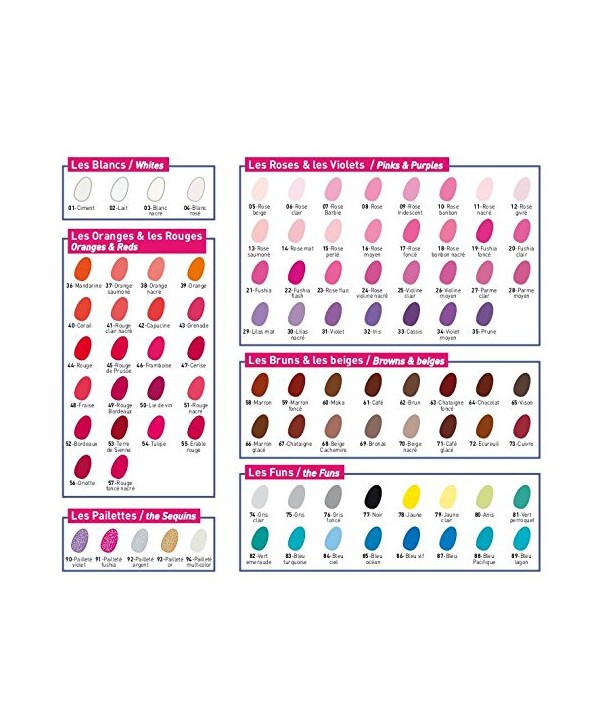 Les Blancs / Whites
01-Ciment 02-Lait 03-Blanc nacré 04-Blanc rosé
Les Oranges & les Rouges
Oranges & Reds
36-Mandarine 37-Orange saumoné 38-Orange nacré 39-Orange
40-Corail 41-Rouge clair nacré 42-Capucine 43-Grenade
44-Rouge 45-Rouge de Prusse 46-Framboise 47-Cerise
48-Fraise 49-Rouge Bordeaux 50-Lie de vin 51-Rouge nacré
52-Bordeaux 53-Terre de Sienne 54-Tulipe 55-Erable rouge
56-Griotte 57-Rouge foncé nacré
Les Pailettes / the Sequins
90-Pailleté violet 91-Pailleté fushia 92-Pailleté argent 93-Pailleté or 94-Pailleté multicolor
Les Roses & les Violets / Pinks & Purples
05-Rose beige 06-Rose clair 07-Rose Barbie 08-Rose 09-Rose Iridescent 10-Rose bonbon 11-Rose nacré 12-Rose givré
13-Rose saumoné 14-Rose mat 15-Rose perlé 16-Rose moyen 17-Rose foncé 18-Rose bonbon nacré 19-Fushia foncé 20-Fushia clair
21-Fushia 22-Fushia flash 23-Rose fluo 24-Rose violine nacré 25-Violine clair 26-Violine moyen 27-Parme clair 28-Parme moyen
29-Lilas mat 30-Lilas nacré 31-Violet 32-Iris 33-Cassis 34-Violet moyen 35-Prune
Les Bruns & les beiges / Browns & beiges
58-Marron 59-Marron foncé 60-Moka 61-Café 62-Brun 63-Chataigne foncé 64-Chocolat 65-Vison
66-Marron glacé 67-Chataigne 68-Beige Cachemire 69-Bronze 70-Beige nacré 71-Café glacé 72-Ecureuil 73-Cuivre
Les Funs / the Funs
74-Gris clair 75-Gris 76-Gris foncé 77-Noir 78-Jaune 79-Jaune clair 80-Anis 81-Vert perroquet
82-Vert emeraude 83-Bleu turquoise 84-Bleu ciel 85-Bleu océan 86-Bleu vif 87-Bleu 88-Bleu Pacifique 89-Bleu lagon